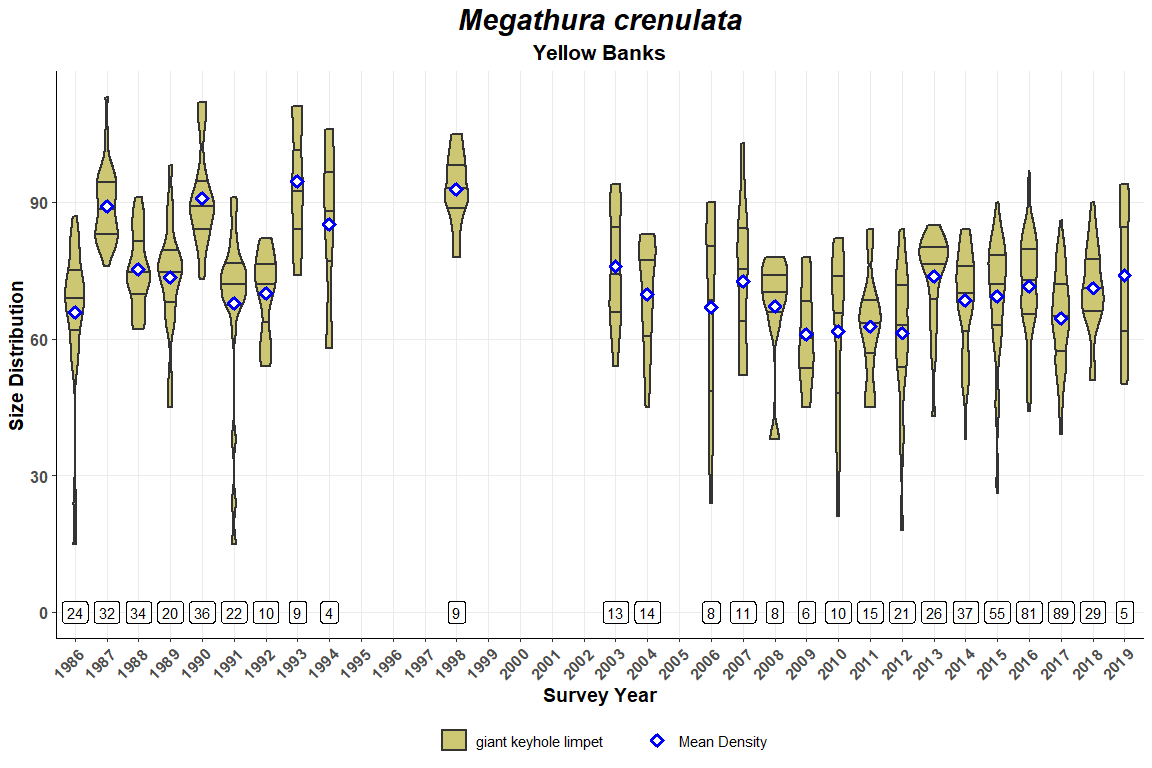 Megathura crenulata
Yellow Banks
Size Distribution
90
60
30
0
24 32 34 20 36 22 10 9 4 9 13 14 8 11 8 6 10 15 21 26 37 55 81 89 29 5
1986 1987 1988 1989 1990 1991 1992 1993 1994 1995 1996 1997 1998 1999 2000 2001 2002 2003 2004 2005 2006 2007 2008 2009 2010 2011 2012 2013 2014 2015 2016 2017 2018 2019
Survey Year
giant keyhole limpet Mean Density